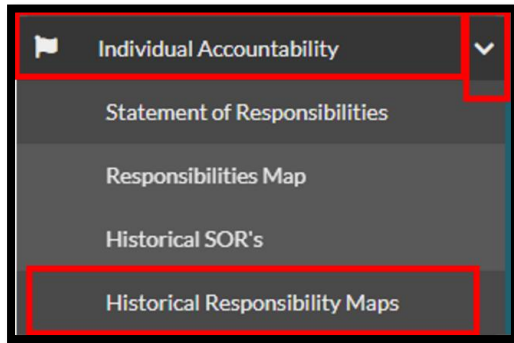 Individual Accountability
Statement of Responsibilities
Responsibilities Map
Historical SOR's
Historical Responsibility Maps